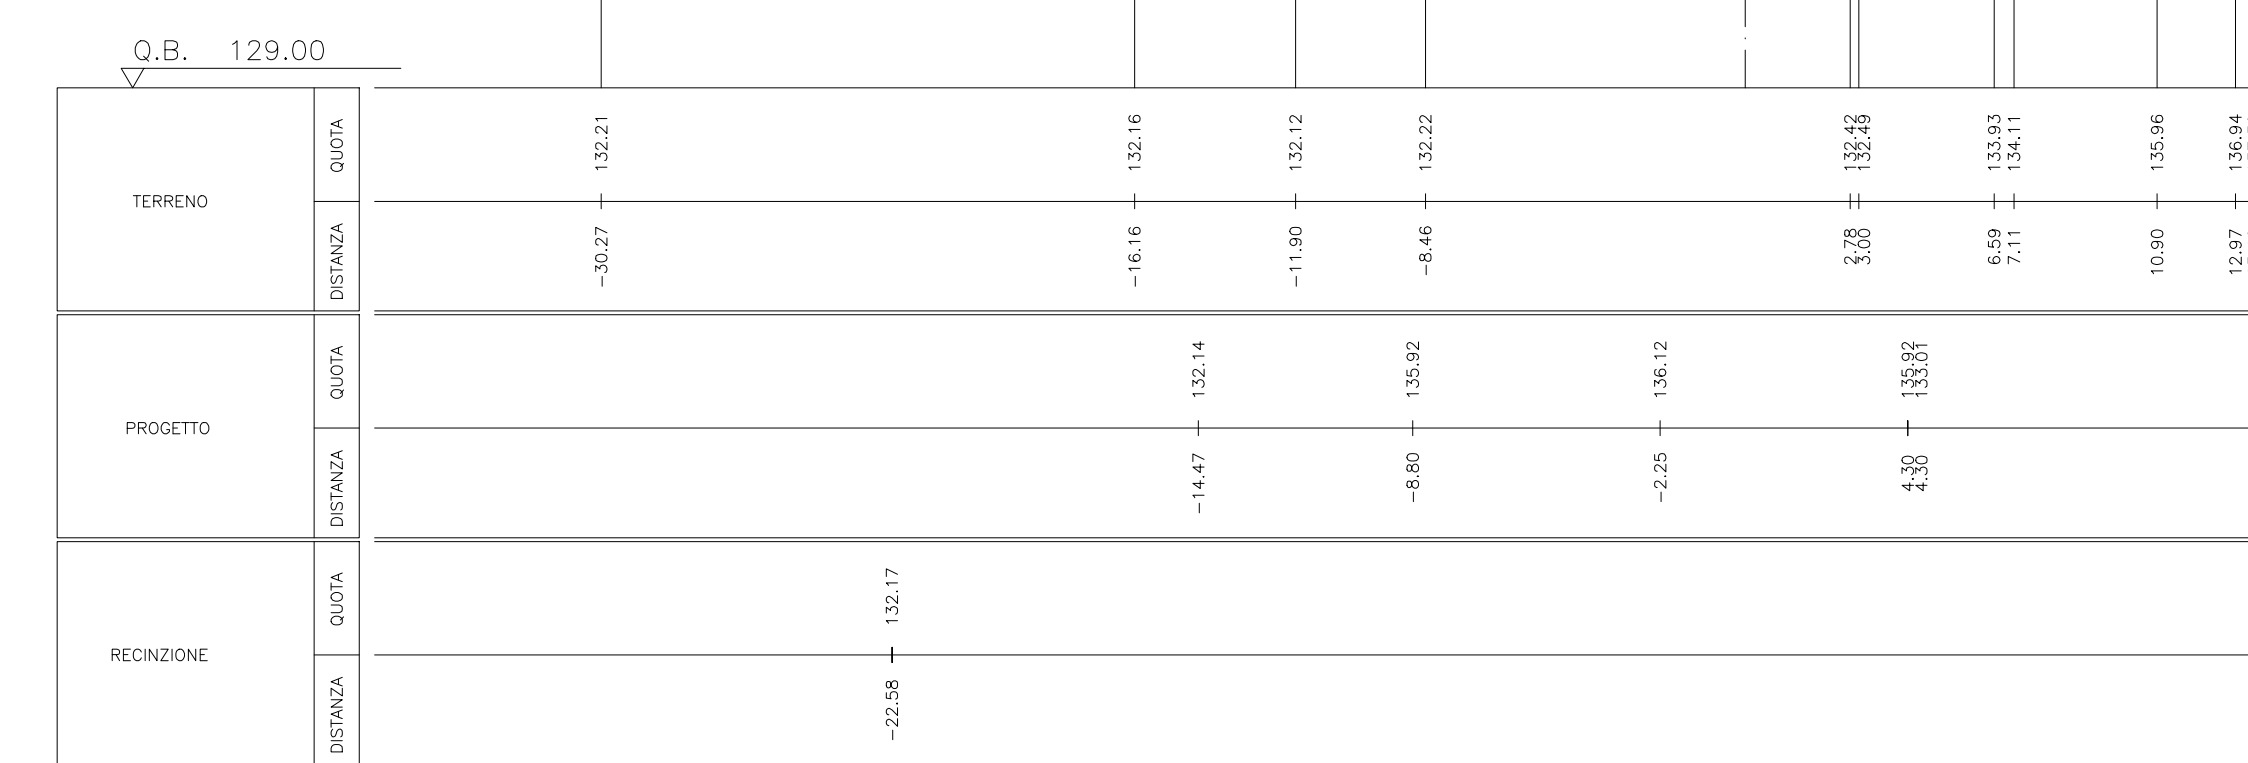 Q.B. 129.00
TERRENO
QUOTA
132.21 132.16 132.12 132.22 132.42 132.49 133.93 134.11 135.96 136.94
DISTANZA
-30.27 -16.16 -11.90 -8.46 2.78 3.00 6.59 7.11 10.90 12.97
PROGETTO
QUOTA
132.14 135.92 136.12 135.92 133.01
DISTANZA
-14.47 -8.80 -2.25 4.30 4.30
RECINZIONE
QUOTA
132.17
DISTANZA
-22.58